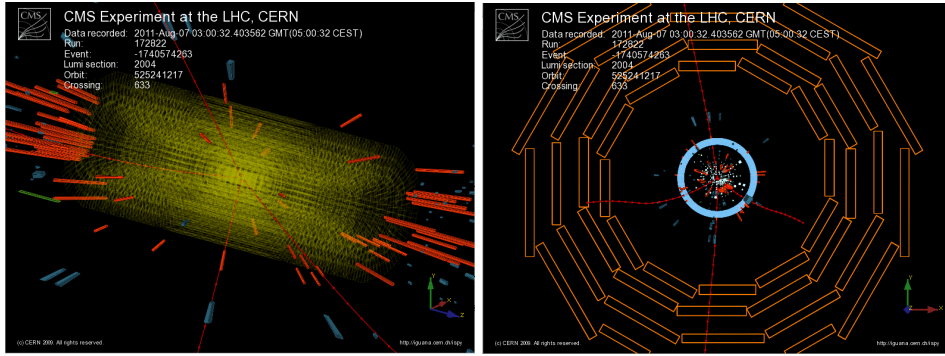 CMS
CMS Experiment at the LHC, CERN
Data recorded: 2011-Aug-07 03:00:32.403562 GMT(05:00:32 CEST)
Run: 172822
Event: -1740574263
Lumi section: 2004
Orbit: 525241217
Crossing: 633
Y
X
Z
(c) CERN 2009. All rights reserved.
http://iguana.cern.ch/ispy
CMS
CMS Experiment at the LHC, CERN
Data recorded: 2011-Aug-07 03:00:32.403562 GMT(05:00:32 CEST)
Run: 172822
Event: -1740574263
Lumi section: 2004
Orbit: 525241217
Crossing: 633
Y
X
(c) CERN 2009. All rights reserved.
http://iguana.cern.ch/ispy